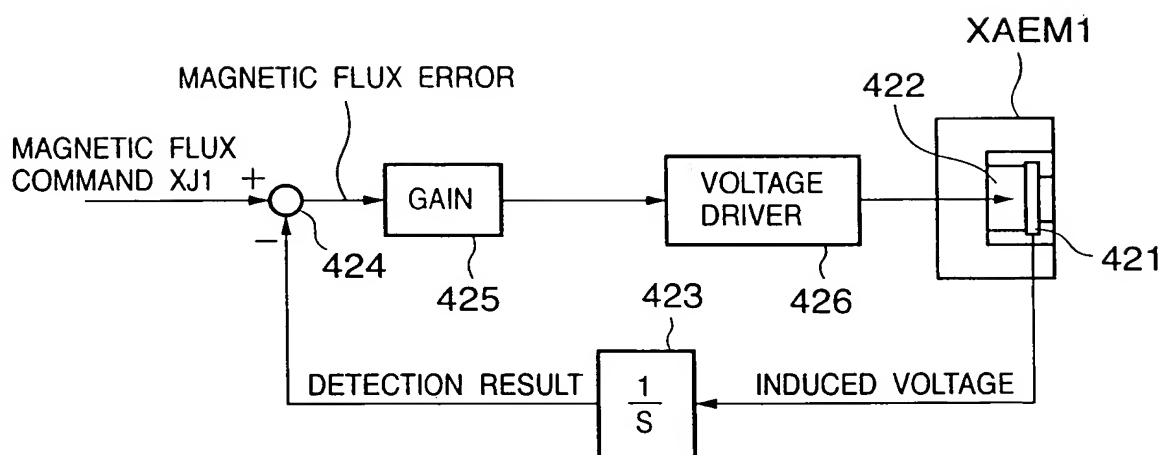 XAEM1
MAGNETIC FLUX ERROR
422
MAGNETIC FLUX
COMMAND XJ1
+
GAIN
VOLTAGE
DRIVER
−
424
425
426
421
423
DETECTION RESULT
1
S
INDUCED VOLTAGE